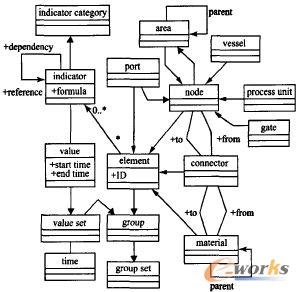 indicator category
area
parent
vessel
+dependency
port
indicator
+formula
+reference
node
process unit
0..*
gate
*
+to
+from
value
+start time
+end time
element
+ID
connector
value set
group
+to
+from
time
group set
material
parent
e-works